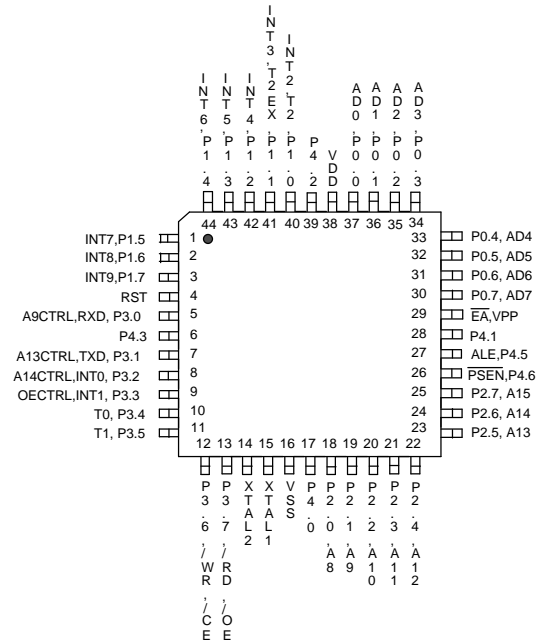 INT6,P1.4
INT5,P1.3
INT4,P1.2
INT3,T2EX,P1.1
INT2,T2,P1.0
P4.2
VDD
AD0,P0.0
AD1,P0.1
AD2,P0.2
AD3,P0.3
44 43 42 41 40 39 38 37 36 35 34
INT7,P1.5 1
INT8,P1.6 2
INT9,P1.7 3
RST 4
A9CTRL,RXD, P3.0 5
P4.3 6
A13CTRL,TXD, P3.1 7
A14CTRL,INT0, P3.2 8
OECTRL,INT1, P3.3 9
T0, P3.4 10
T1, P3.5 11
33 P0.4, AD4
32 P0.5, AD5
31 P0.6, AD6
30 P0.7, AD7
29 EA,VPP
28 P4.1
27 ALE,P4.5
26 PSEN,P4.6
25 P2.7, A15
24 P2.6, A14
23 P2.5, A13
12 13 14 15 16 17 18 19 20 21 22
P3.6,/WR,/CE
P3.7,/RD,/OE
XTAL2
XTAL1
VSS
P4.0
P2.0,A8
P2.1,A9
P2.2,A10
P2.3,A11
P2.4,A12